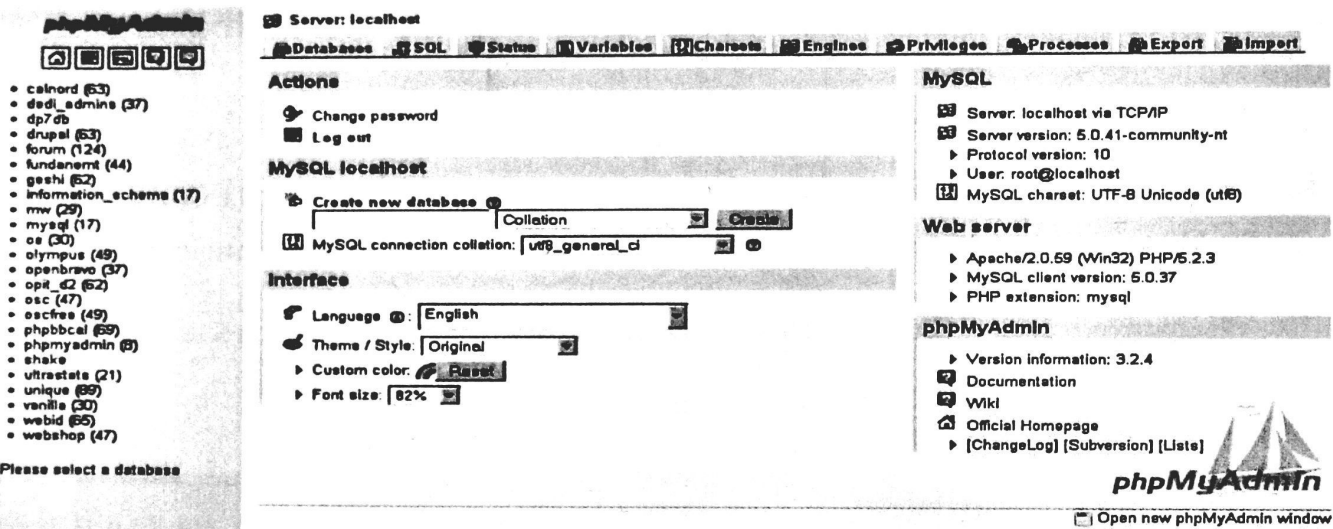 phpMyAdmin
calnord (63)
dedi_admins (37)
dp7db
drupal (63)
forum (124)
fundanemt (44)
geshi (62)
information_schema (17)
mw (29)
mysql (17)
os (30)
olympus (49)
openbravo (37)
opit_d2 (62)
osc (47)
oscfree (49)
phpbbcal (69)
phpmyadmin (8)
shake
ultrastats (21)
unique (89)
vanilla (30)
webid (65)
webshop (47)
Please select a database
Server: localhost
Databases SQL Status Variables Charsets Engines Privileges Processes Export Import
Actions
Change password
Log out
MySQL localhost
Create new database
Collation Create
MySQL connection collation: utf8_general_ci
Interface
Language : English
Theme / Style: Original
Custom color: Reset
Font size: 82%
MySQL
Server: localhost via TCP/IP
Server version: 5.0.41-community-nt
Protocol version: 10
User: root@localhost
MySQL charset: UTF-8 Unicode (utf8)
Web server
Apache/2.0.59 (Win32) PHP/5.2.3
MySQL client version: 5.0.37
PHP extension: mysql
phpMyAdmin
Version information: 3.2.4
Documentation
Wiki
Official Homepage
[ChangeLog] [Subversion] [Lists]
phpMyAdmin
Open new phpMyAdmin window